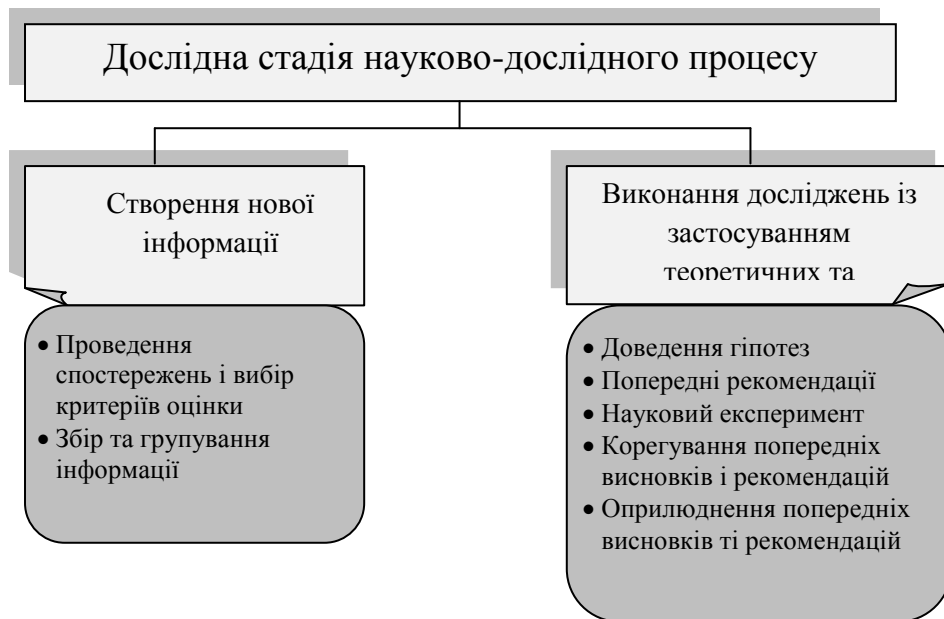 Дослідна стадія науково-дослідного процесу
Створення нової
інформації
Виконання досліджень із
застосуванням
теоретичних та
• Проведення
спостережень і вибір
критеріїв оцінки
• Збір та групування
інформації
• Доведення гіпотез
• Попередні рекомендації
• Науковий експеримент
• Корегування попередніх
висновків і рекомендацій
• Оприлюднення попередніх
висновків ті рекомендацій